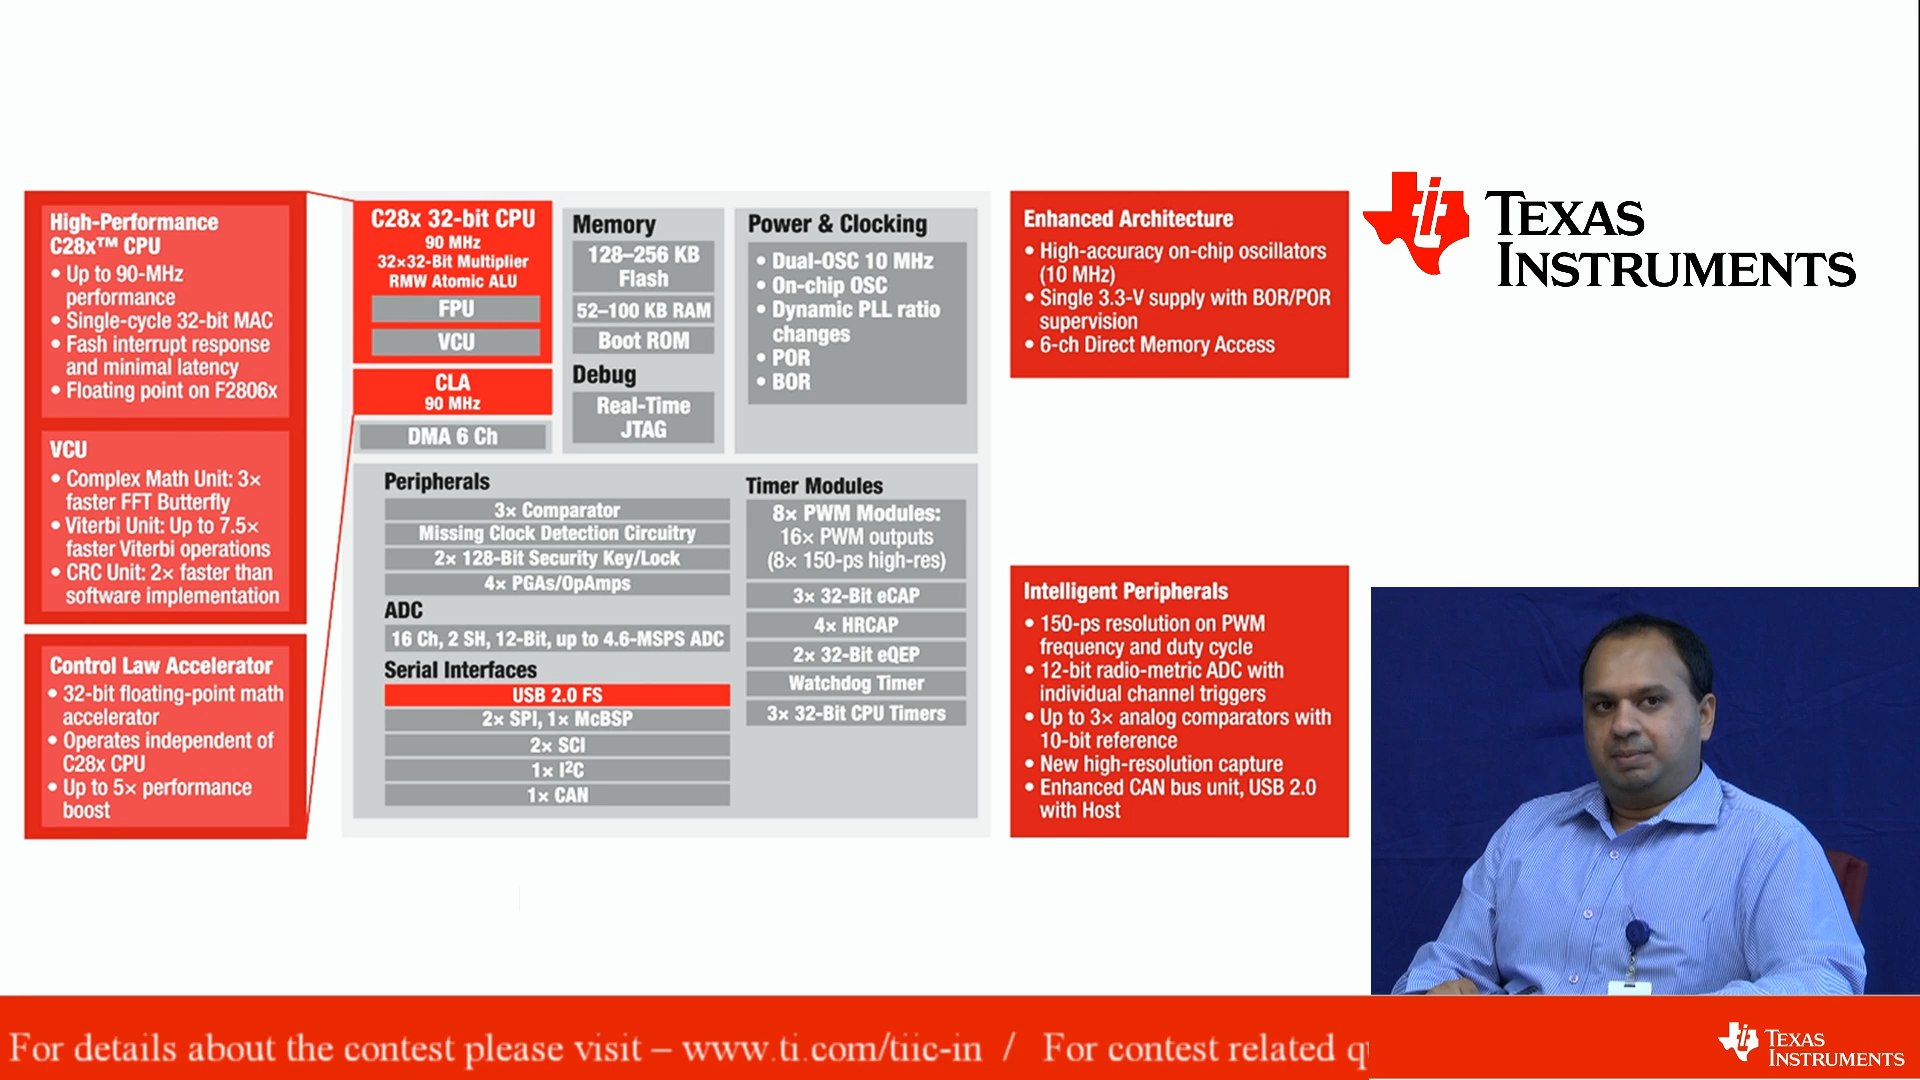 High-Performance
C28x™ CPU
• Up to 90-MHz
performance
• Single-cycle 32-bit MAC
• Fash interrupt response
and minimal latency
• Floating point on F2806x
VCU
• Complex Math Unit: 3×
faster FFT Butterfly
• Viterbi Unit: Up to 7.5×
faster Viterbi operations
• CRC Unit: 2× faster than
software implementation
Control Law Accelerator
• 32-bit floating-point math
accelerator
• Operates independent of
C28x CPU
• Up to 5× performance
boost
C28x 32-bit CPU
90 MHz
32×32-Bit Multiplier
RMW Atomic ALU
FPU
VCU
CLA
90 MHz
DMA 6 Ch
Memory
128–256 KB
Flash
52–100 KB RAM
Boot ROM
Debug
Real-Time
JTAG
Power & Clocking
• Dual-OSC 10 MHz
• On-chip OSC
• Dynamic PLL ratio
changes
• POR
• BOR
Peripherals
3× Comparator
Missing Clock Detection Circuitry
2× 128-Bit Security Key/Lock
4× PGAs/OpAmps
ADC
16 Ch, 2 SH, 12-Bit, up to 4.6-MSPS ADC
Serial Interfaces
USB 2.0 FS
2× SPI, 1× McBSP
2× SCI
1× I²C
1× CAN
Timer Modules
8× PWM Modules:
16× PWM outputs
(8× 150-ps high-res)
3× 32-Bit eCAP
4× HRCAP
2× 32-Bit eQEP
Watchdog Timer
3× 32-Bit CPU Timers
Enhanced Architecture
• High-accuracy on-chip oscillators
(10 MHz)
• Single 3.3-V supply with BOR/POR
supervision
• 6-ch Direct Memory Access
Intelligent Peripherals
• 150-ps resolution on PWM
frequency and duty cycle
• 12-bit radio-metric ADC with
individual channel triggers
• Up to 3× analog comparators with
10-bit reference
• New high-resolution capture
• Enhanced CAN bus unit, USB 2.0
with Host
TEXAS
INSTRUMENTS
For details about the contest please visit – www.ti.com/tiic-in / For contest related
TEXAS
INSTRUMENTS